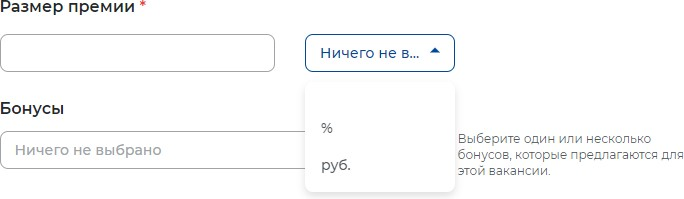 Размер премии *
Ничего не в...
Бонусы
%
Ничего не выбрано
руб.
Выберите один или несколько
бонусов, которые предлагаются для
этой вакансии.